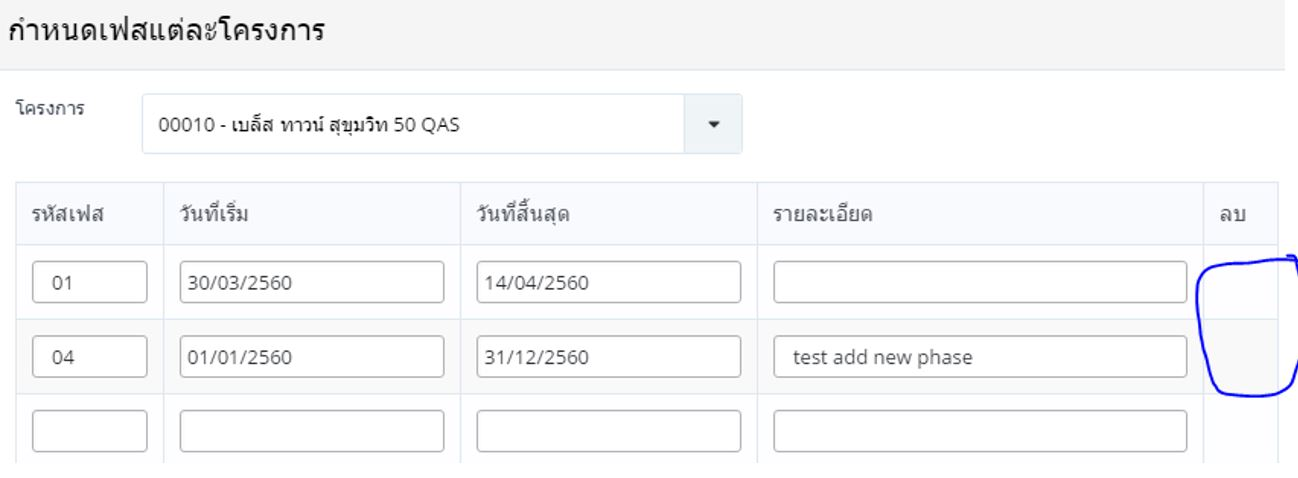 กำหนดเฟสแต่ละโครงการ
โครงการ 00010 - เบล็ส ทาวน์ สุขุมวิท 50 QAS
รหัสเฟส วันที่เริ่ม วันที่สิ้นสุด รายละเอียด ลบ
01 30/03/2560 14/04/2560
04 01/01/2560 31/12/2560 test add new phase